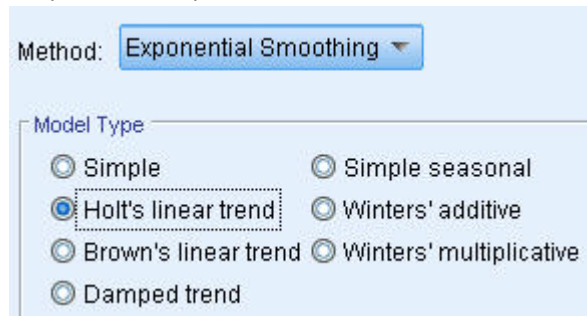 Method: Exponential Smoothing
Model Type
Simple
Simple seasonal
Holt's linear trend
Winters' additive
Brown's linear trend
Winters' multiplicative
Damped trend